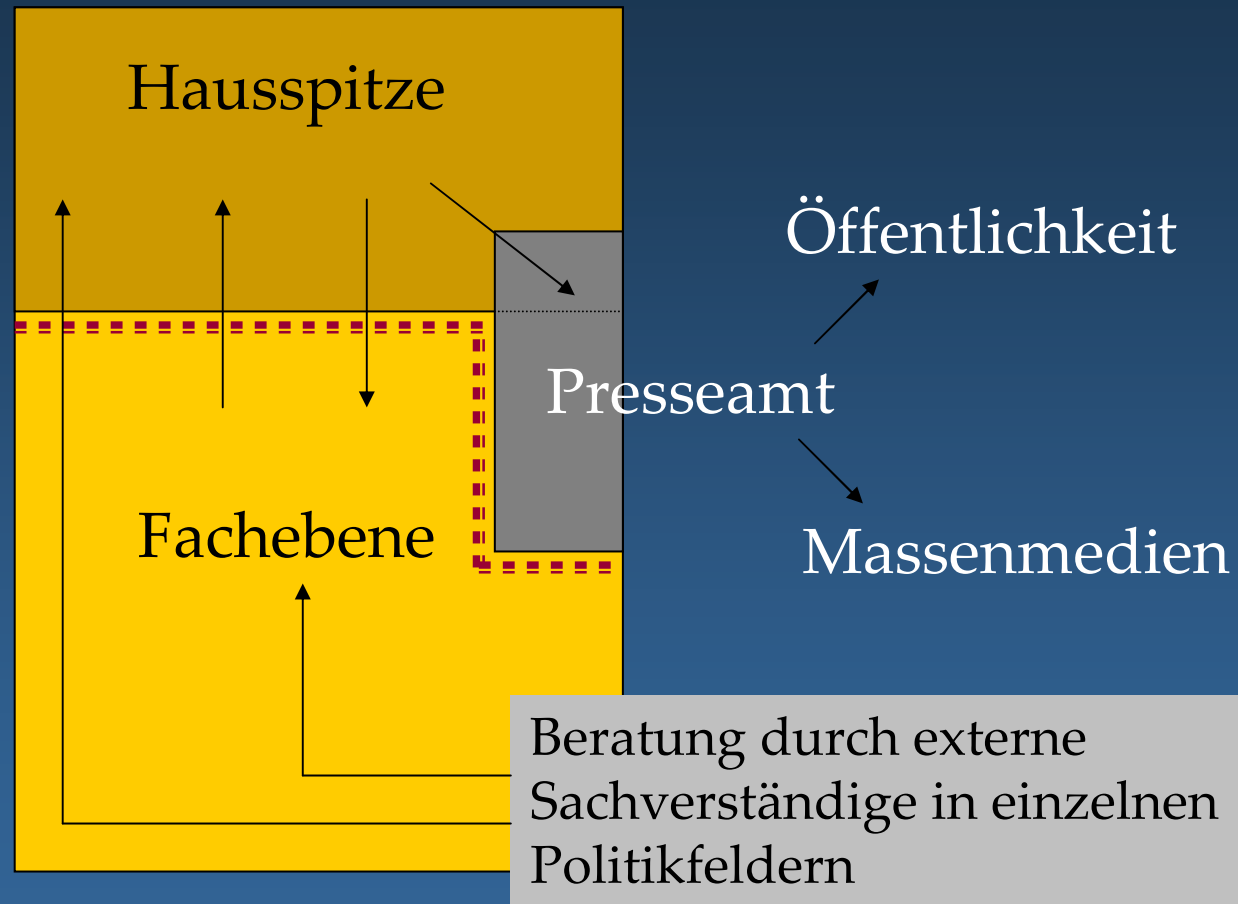 Hausspitze
Öffentlichkeit
Presseamt
Fachebene
Massenmedien
Beratung durch externe
Sachverständige in einzelnen
Politikfeldern